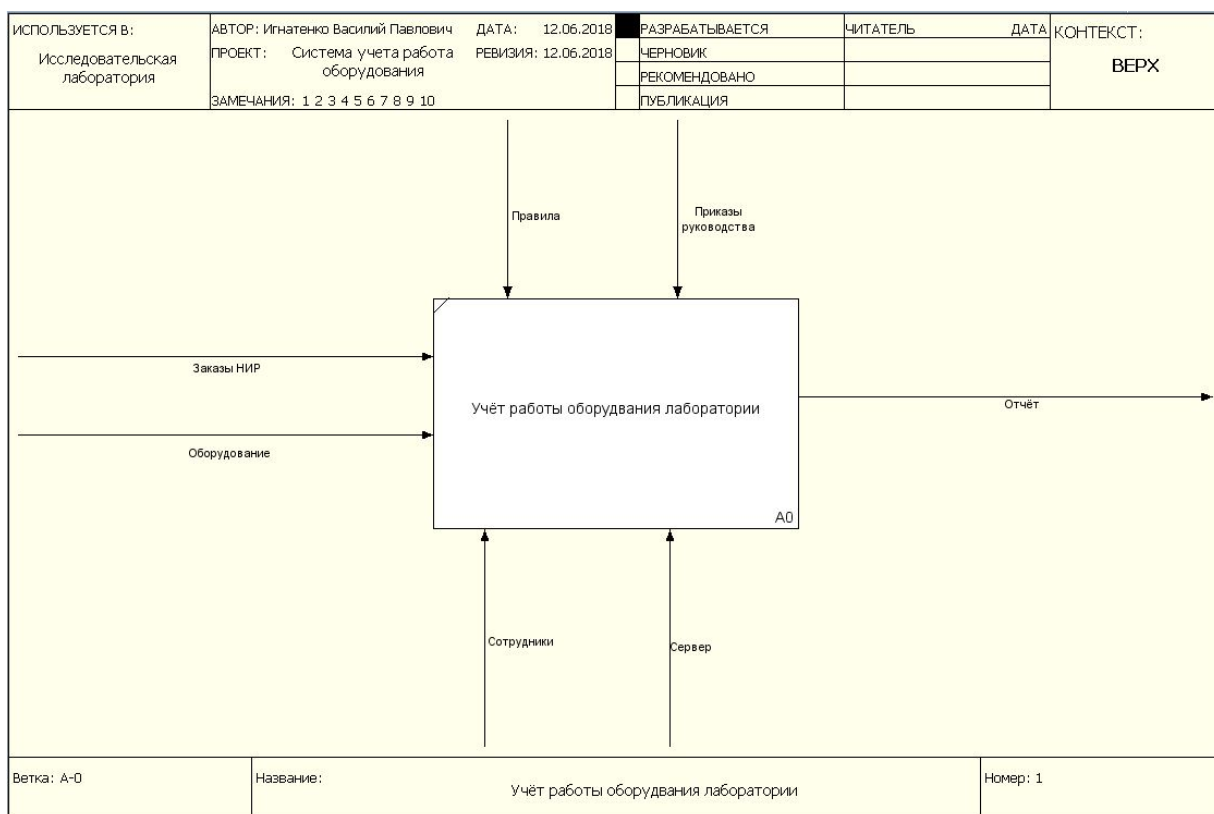 ИСПОЛЬЗУЕТСЯ В:
Исследовательская
лаборатория
АВТОР: Игнатенко Василий Павлович ДАТА: 12.06.2018
ПРОЕКТ: Система учета работа РЕВИЗИЯ: 12.06.2018
оборудования
ЗАМЕЧАНИЯ: 1 2 3 4 5 6 7 8 9 10
РАЗРАБАТЫВАЕТСЯ
ЧЕРНОВИК
РЕКОМЕНДОВАНО
ПУБЛИКАЦИЯ
ЧИТАТЕЛЬ ДАТА
КОНТЕКСТ:
ВЕРХ
Правила
Приказы
руководства
Заказы НИР
Учёт работы оборудвания лаборатории
Отчёт
Оборудование
A0
Сотрудники
Сервер
Ветка: A-0
Название:
Учёт работы оборудвания лаборатории
Номер: 1